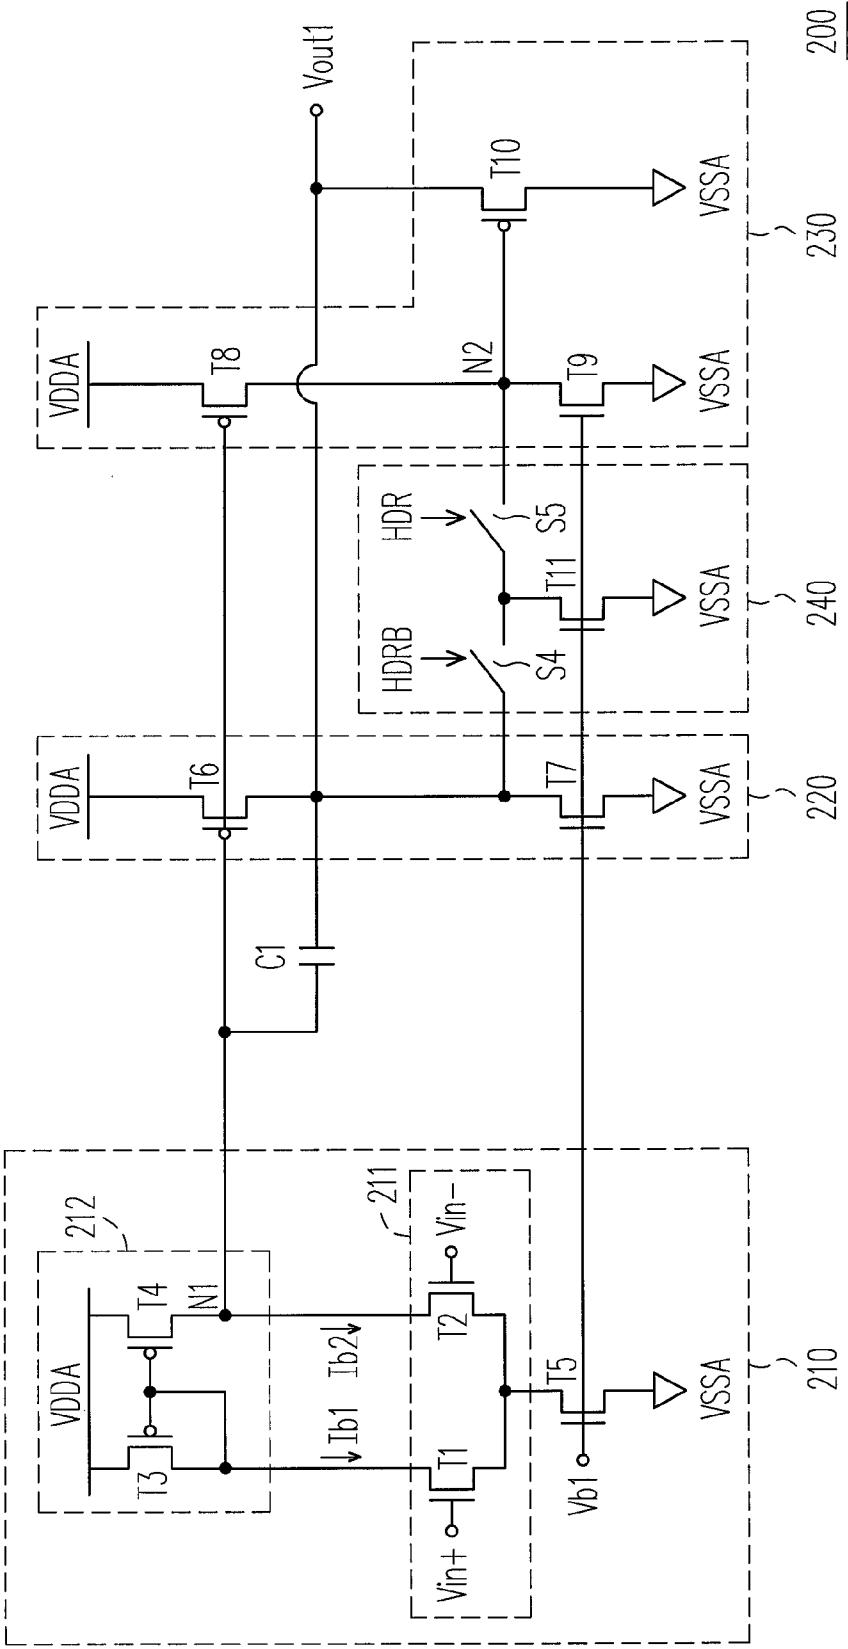 200
Vout1
VDDA
T8
T10
N2
T9
VSSA
VSSA
230
HDR
S5
HDRB
S4
T11
VSSA
240
VDDA
T6
T7
VSSA
220
C1
212
VDDA
T4
T3
N1
211
Ib2
Ib1
Vin-
T2
T1
Vin+
T5
Vb1
VSSA
210